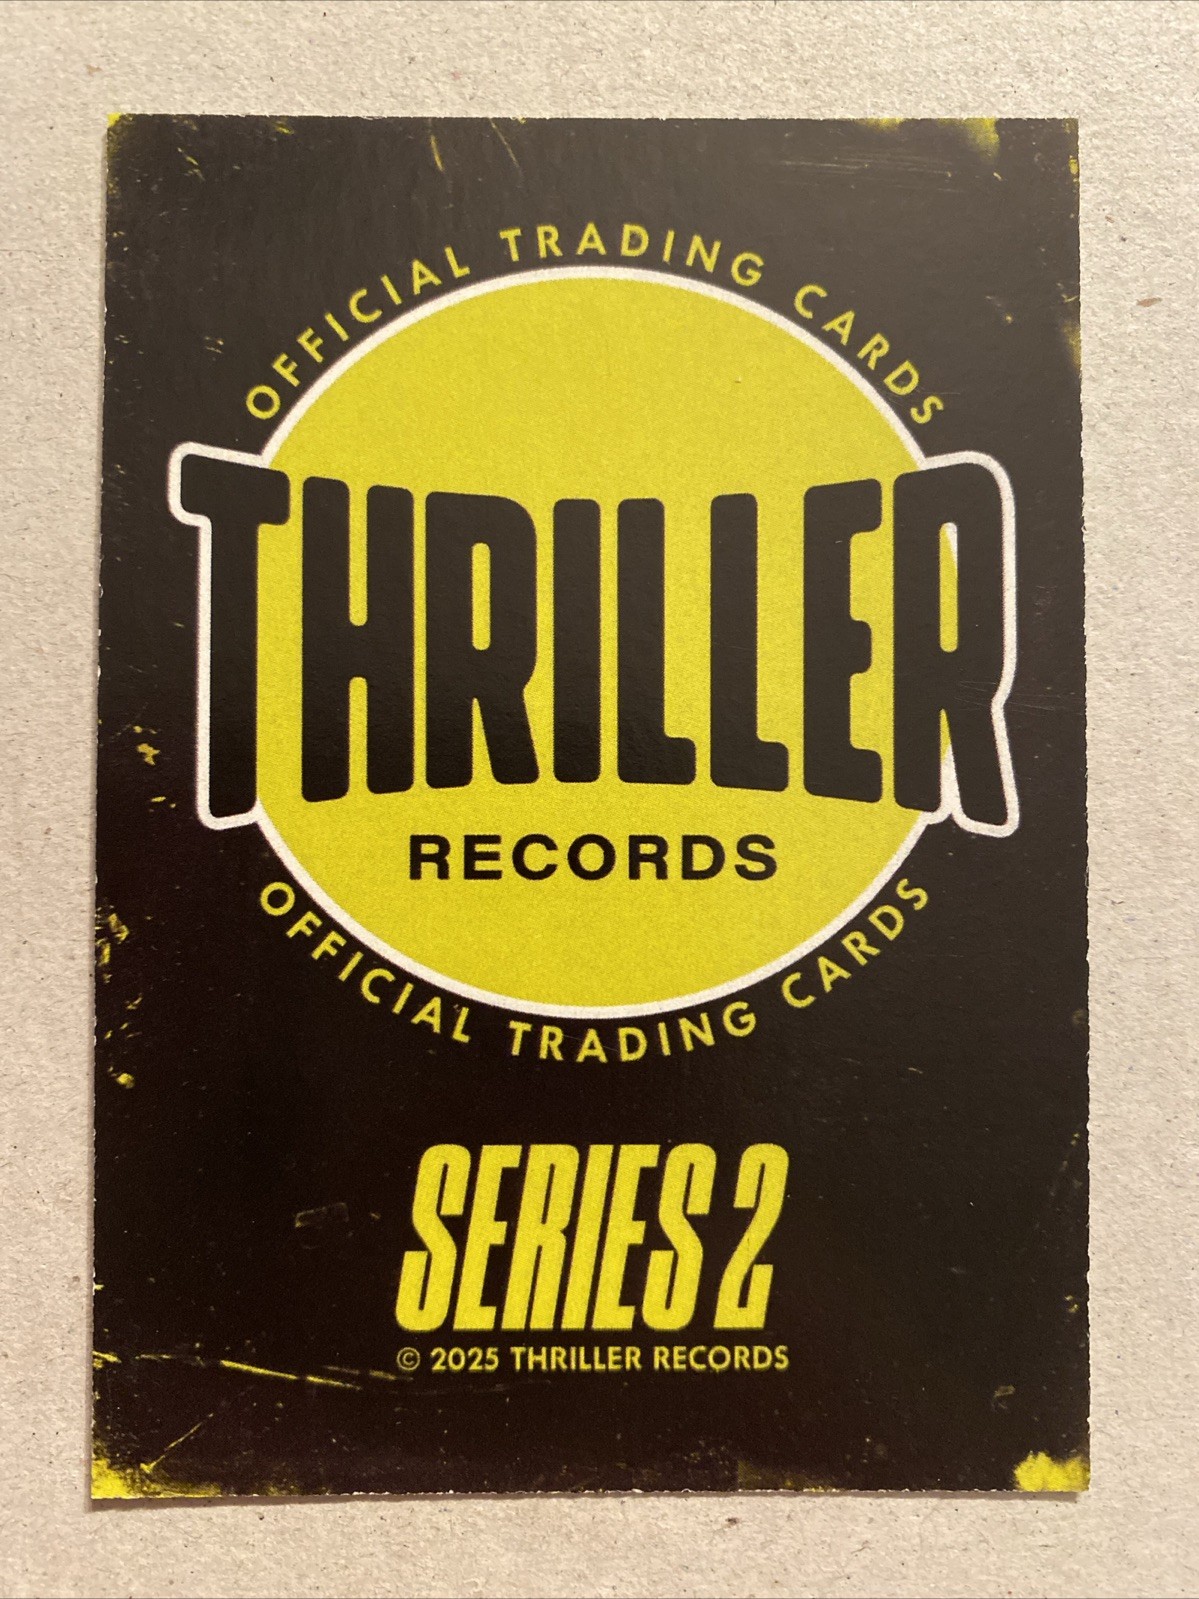 OFFICIAL TRADING CARDS
THRILLER
RECORDS
OFFICIAL TRADING CARDS
SERIES 2
© 2025 THRILLER RECORDS